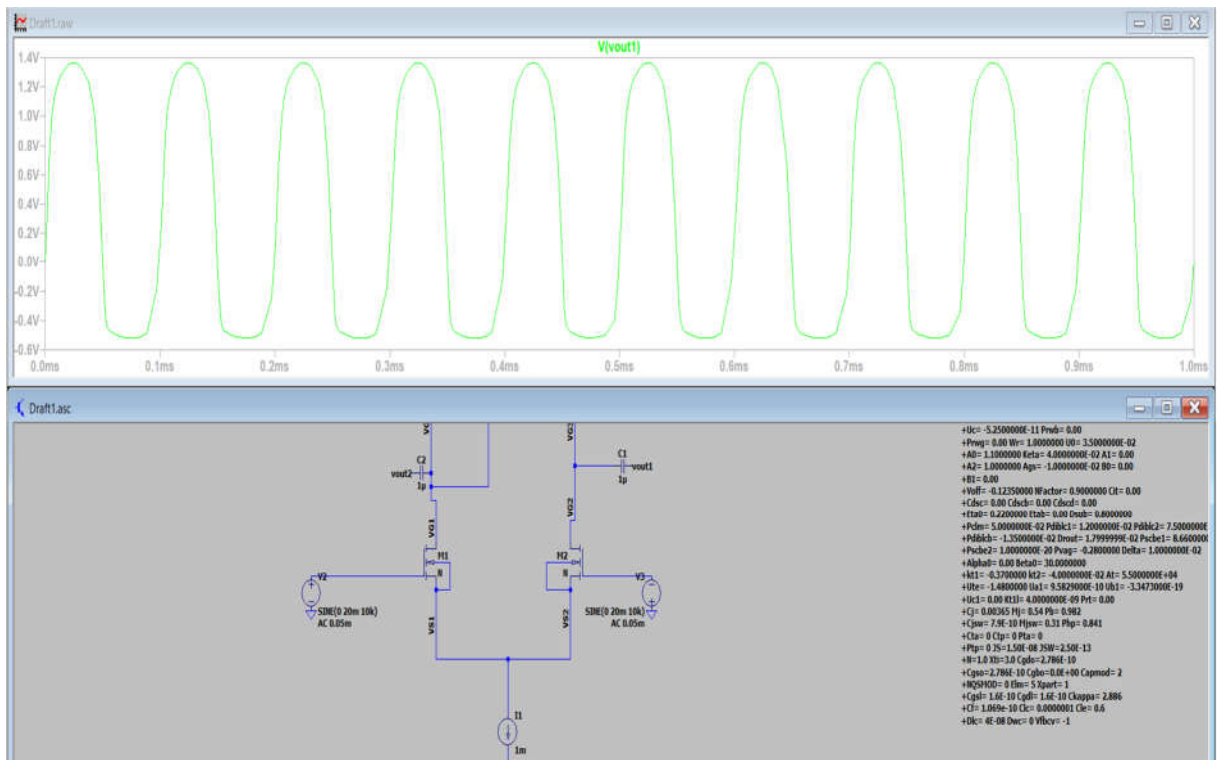 Draft1.raw
V(vout1)
1.4V
1.2V
1.0V
0.8V
0.6V
0.4V
0.2V
0.0V
-0.2V
-0.4V
-0.6V
0.0ms 0.1ms 0.2ms 0.3ms 0.4ms 0.5ms 0.6ms 0.7ms 0.8ms 0.9ms 1.0ms
Draft1.asc
C2
vout2
1p
VG1
M1
N
V2
SINE(0 20m 10k)
AC 0.05m
VS1
C1
vout1
1p
VG2
M2
N
V3
SINE(0 20m 10k)
AC 0.05m
VS2
I1
1m
+Uc= -5.2500000E-11 Prwb= 0.00
+Prwg= 0.00 Wr= 1.0000000 U0= 3.5000000E-02
+A0= 1.1000000 Keta= 4.0000000E-02 A1= 0.00
+A2= 1.0000000 Ags= -1.0000000E-02 B0= 0.00
+B1= 0.00
+Voff= -0.12350000 NFactor= 0.9000000 Cit= 0.00
+Cdsc= 0.00 Cdscb= 0.00 Cdscd= 0.00
+Eta0= 0.2200000 Etab= 0.00 Dsub= 0.8000000
+Pclm= 5.0000000E-02 Pdiblc1= 1.2000000E-02 Pdiblc2= 7.5000000E
+Pdiblcb= -1.3500000E-02 Drout= 1.7999999E-02 Pscbe1= 8.6600000
+Pscbe2= 1.0000000E-20 Pvag= -0.2800000 Delta= 1.0000000E-02
+Alpha0= 0.00 Beta0= 30.0000000
+kt1= -0.3700000 kt2= -4.0000000E-02 At= 5.5000000E+04
+Ute= -1.4800000 Ua1= 9.5829000E-10 Ub1= -3.3473000E-19
+Uc1= 0.00 Kt1l= 4.0000000E-09 Prt= 0.00
+Cj= 0.00365 Mj= 0.54 Pb= 0.982
+Cjsw= 7.9E-10 Mjsw= 0.31 Php= 0.841
+Cta= 0 Ctp= 0 Pta= 0
+Ptp= 0 JS=1.50E-08 JSW=2.50E-13
+N=1.0 Xti=3.0 Cgdo=2.786E-10
+Cgso=2.786E-10 Cgbo=0.0E+00 Capmod= 2
+NQSMOD= 0 Elm= 5 Xpart= 1
+Cgsl= 1.6E-10 Cgdl= 1.6E-10 Ckappa= 2.886
+Cf= 1.069e-10 Clc= 0.0000001 Cle= 0.6
+Dlc= 4E-08 Dwc= 0 Vfbcv= -1